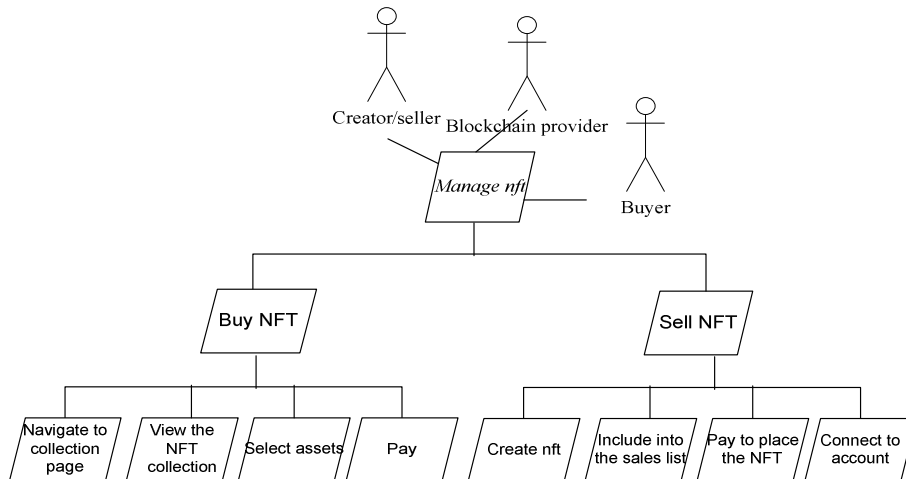 Creator/seller
Blockchain provider
Buyer
Manage nft
Buy NFT
Sell NFT
Navigate to
collection
page
View the
NFT
collection
Select assets
Pay
Create nft
Include into
the sales list
Pay to place
the NFT
Connect to
account